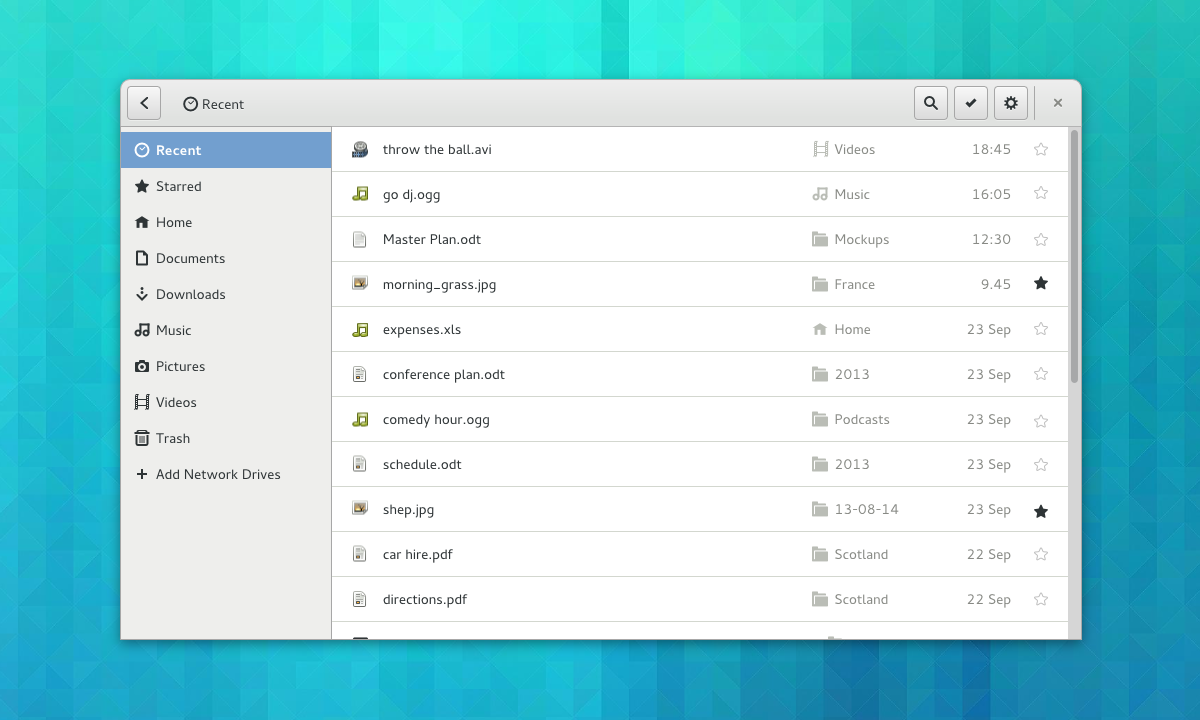 Recent
Recent
Starred
Home
Documents
Downloads
Music
Pictures
Videos
Trash
Add Network Drives
throw the ball.avi Videos 18:45
go dj.ogg Music 16:05
Master Plan.odt Mockups 12:30
morning_grass.jpg France 9.45
expenses.xls Home 23 Sep
conference plan.odt 2013 23 Sep
comedy hour.ogg Podcasts 23 Sep
schedule.odt 2013 23 Sep
shep.jpg 13-08-14 23 Sep
car hire.pdf Scotland 22 Sep
directions.pdf Scotland 22 Sep